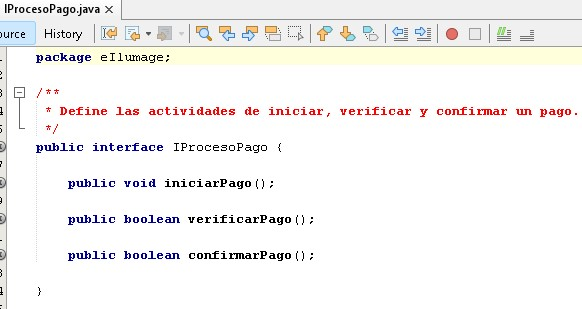 IProcesoPago.java
ource History
package eIlumage;
/**
* Define las actividades de iniciar, verificar y confirmar un pago.
*/
public interface IProcesoPago {
public void iniciarPago();
public boolean verificarPago();
public boolean confirmarPago();
}